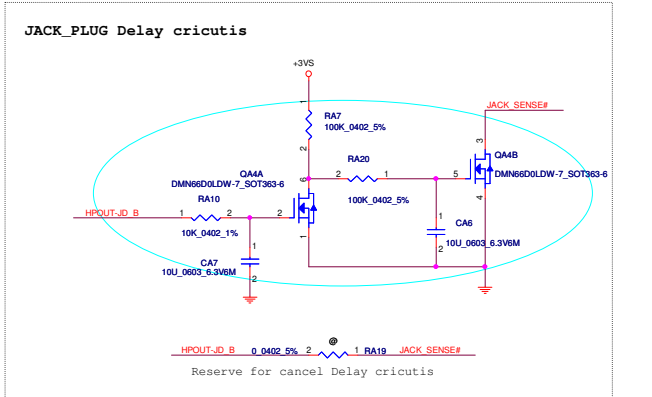 JACK_PLUG Delay cricutis
+3VS
1
RA7
100K_0402_5%
2
JACK_SENSE#
3
QA4B
DMN66D0LDW-7_SOT363-6
5
4
RA20
2 1
100K_0402_5%
QA4A
DMN66D0LDW-7_SOT363-6
6
2
1
RA10
HPOUT-JD_B
1 2
10K_0402_1%
1
CA7
10U_0603_6.3V6M
2
1
CA6
10U_0603_6.3V6M
2
@
HPOUT-JD_B 0_0402_5% 2 1 RA19 JACK_SENSE#
Reserve for cancel Delay cricutis